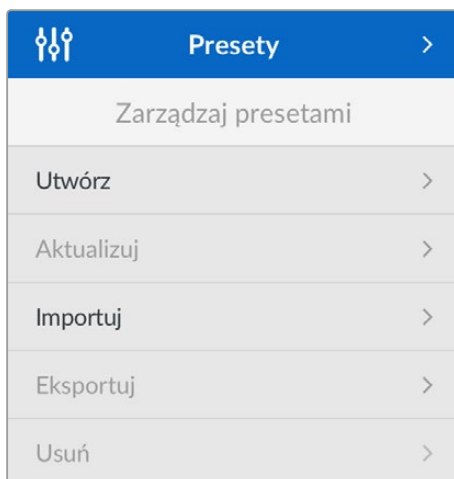 Presety
Zarządzaj presetami
Utwórz
Aktualizuj
Importuj
Eksportuj
Usuń